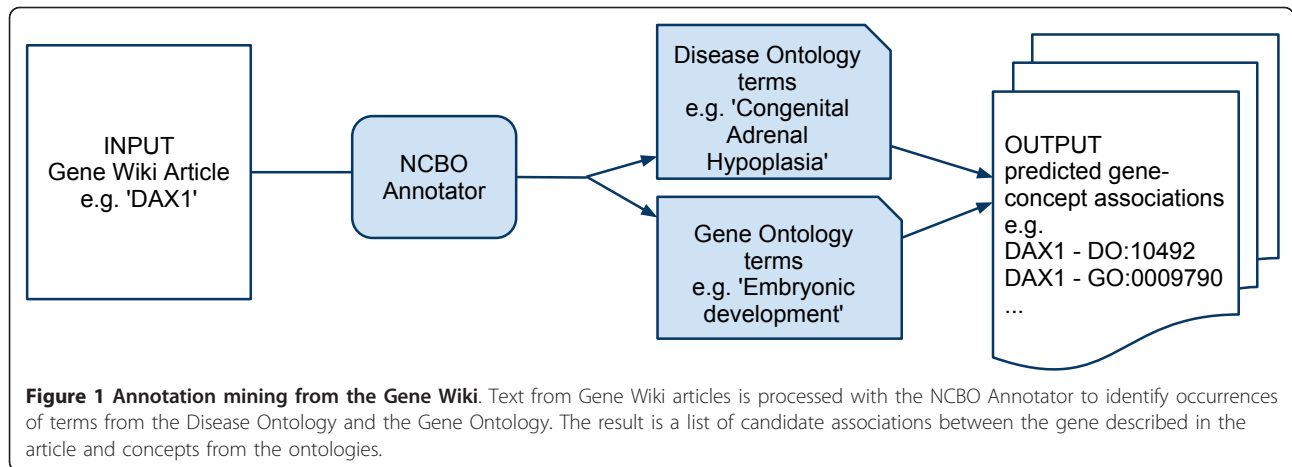 INPUT
Gene Wiki Article
e.g. 'DAX1'
NCBO
Annotator
Disease Ontology
terms
e.g. 'Congenital
Adrenal
Hypoplasia'
Gene Ontology
terms
e.g. 'Embryonic
development'
OUTPUT
predicted gene-
concept associations
e.g.
DAX1 - DO:10492
DAX1 - GO:0009790
...
Figure 1 Annotation mining from the Gene Wiki. Text from Gene Wiki articles is processed with the NCBO Annotator to identify occurrences
of terms from the Disease Ontology and the Gene Ontology. The result is a list of candidate associations between the gene described in the
article and concepts from the ontologies.